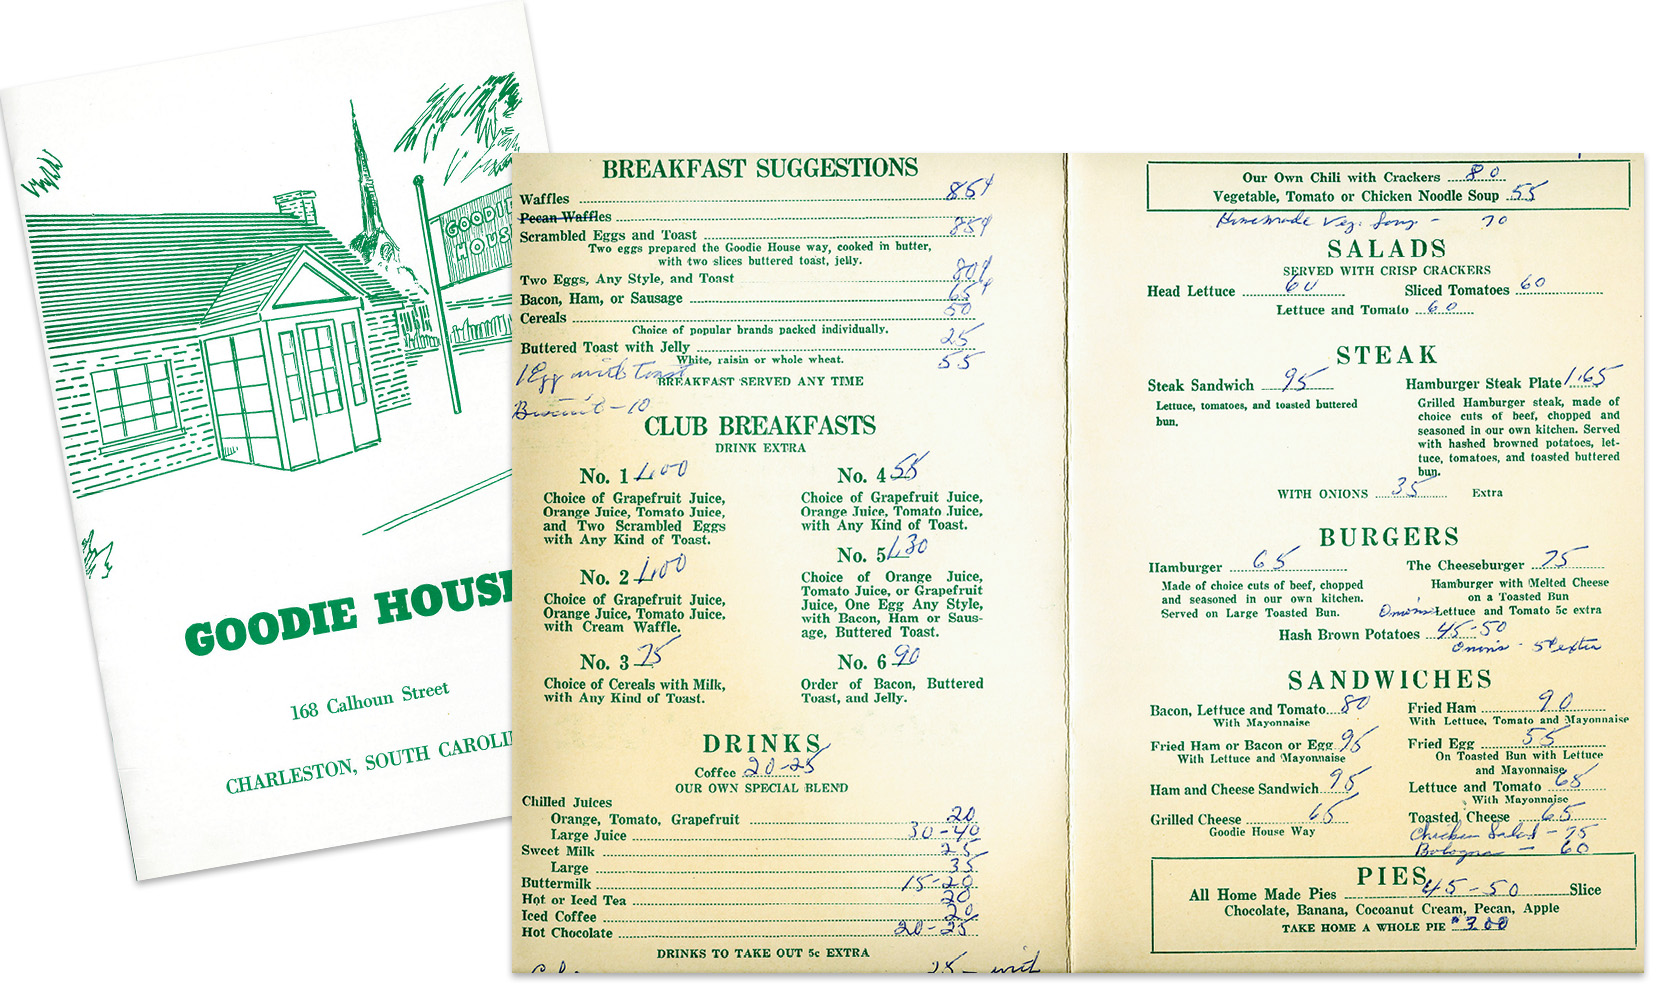 GOODIE
HOUS
GOODIE HOUSE
168 Calhoun Street
CHARLESTON, SOUTH CAROLI
BREAKFAST SUGGESTIONS
Waffles 85¢
Pecan Waffles
Scrambled Eggs and Toast 85¢
Two eggs prepared the Goodie House way, cooked in butter,
with two slices buttered toast, jelly.
Two Eggs, Any Style, and Toast 80¢
Bacon, Ham, or Sausage 65¢
Cereals 50
Choice of popular brands packed individually.
Buttered Toast with Jelly 25
White, raisin or whole wheat.
1 Egg with Toast 55
BREAKFAST SERVED ANY TIME
Biscuit - 10
CLUB BREAKFASTS
DRINK EXTRA
No. 1 1.00
Choice of Grapefruit Juice,
Orange Juice, Tomato Juice,
and Two Scrambled Eggs
with Any Kind of Toast.
No. 2 1.00
Choice of Grapefruit Juice,
Orange Juice, Tomato Juice,
with Cream Waffle.
No. 3 75
Choice of Cereals with Milk,
with Any Kind of Toast.
No. 4 55
Choice of Grapefruit Juice,
Orange Juice, Tomato Juice,
with Any Kind of Toast.
No. 5 1.30
Choice of Orange Juice,
Tomato Juice, or Grapefruit
Juice, One Egg Any Style,
with Bacon, Ham or Saus-
age, Buttered Toast.
No. 6 90
Order of Bacon, Buttered
Toast, and Jelly.
DRINKS
Coffee 20-25
OUR OWN SPECIAL BLEND
Chilled Juices
Orange, Tomato, Grapefruit 20
Large Juice 30-40
Sweet Milk 25
Large 35
Buttermilk 15-20
Hot or Iced Tea 20
Iced Coffee 20
Hot Chocolate 20-25
DRINKS TO TAKE OUT 5c EXTRA
Our Own Chili with Crackers 80
Vegetable, Tomato or Chicken Noodle Soup 55
Homemade Veg. Soup - 70
SALADS
SERVED WITH CRISP CRACKERS
Head Lettuce 60 Sliced Tomatoes 60
Lettuce and Tomato 60
STEAK
Steak Sandwich 95
Lettuce, tomatoes, and toasted buttered
bun.
Hamburger Steak Plate 1.65
Grilled Hamburger steak, made of
choice cuts of beef, chopped and
seasoned in our own kitchen. Served
with hashed browned potatoes, let-
tuce, tomatoes, and toasted buttered
bun.
WITH ONIONS 35 Extra
BURGERS
Hamburger 65
Made of choice cuts of beef, chopped
and seasoned in our own kitchen.
Served on Large Toasted Bun.
The Cheeseburger 75
Hamburger with Melted Cheese
on a Toasted Bun
Onions Lettuce and Tomato 5c extra
Hash Brown Potatoes 45-50
Onions - 5¢ extra
SANDWICHES
Bacon, Lettuce and Tomato 80
With Mayonnaise
Fried Ham or Bacon or Egg 95
With Lettuce and Mayonnaise
Ham and Cheese Sandwich 95
Grilled Cheese 65
Goodie House Way
Fried Ham 90
With Lettuce, Tomato and Mayonnaise
Fried Egg 55
On Toasted Bun with Lettuce
and Mayonnaise
Lettuce and Tomato 65
With Mayonnaise
Toasted Cheese 65
Chicken Salad - 75
Bologna - 60
PIES
All Home Made Pies 45-50 Slice
Chocolate, Banana, Cocoanut Cream, Pecan, Apple
TAKE HOME A WHOLE PIE $3.00